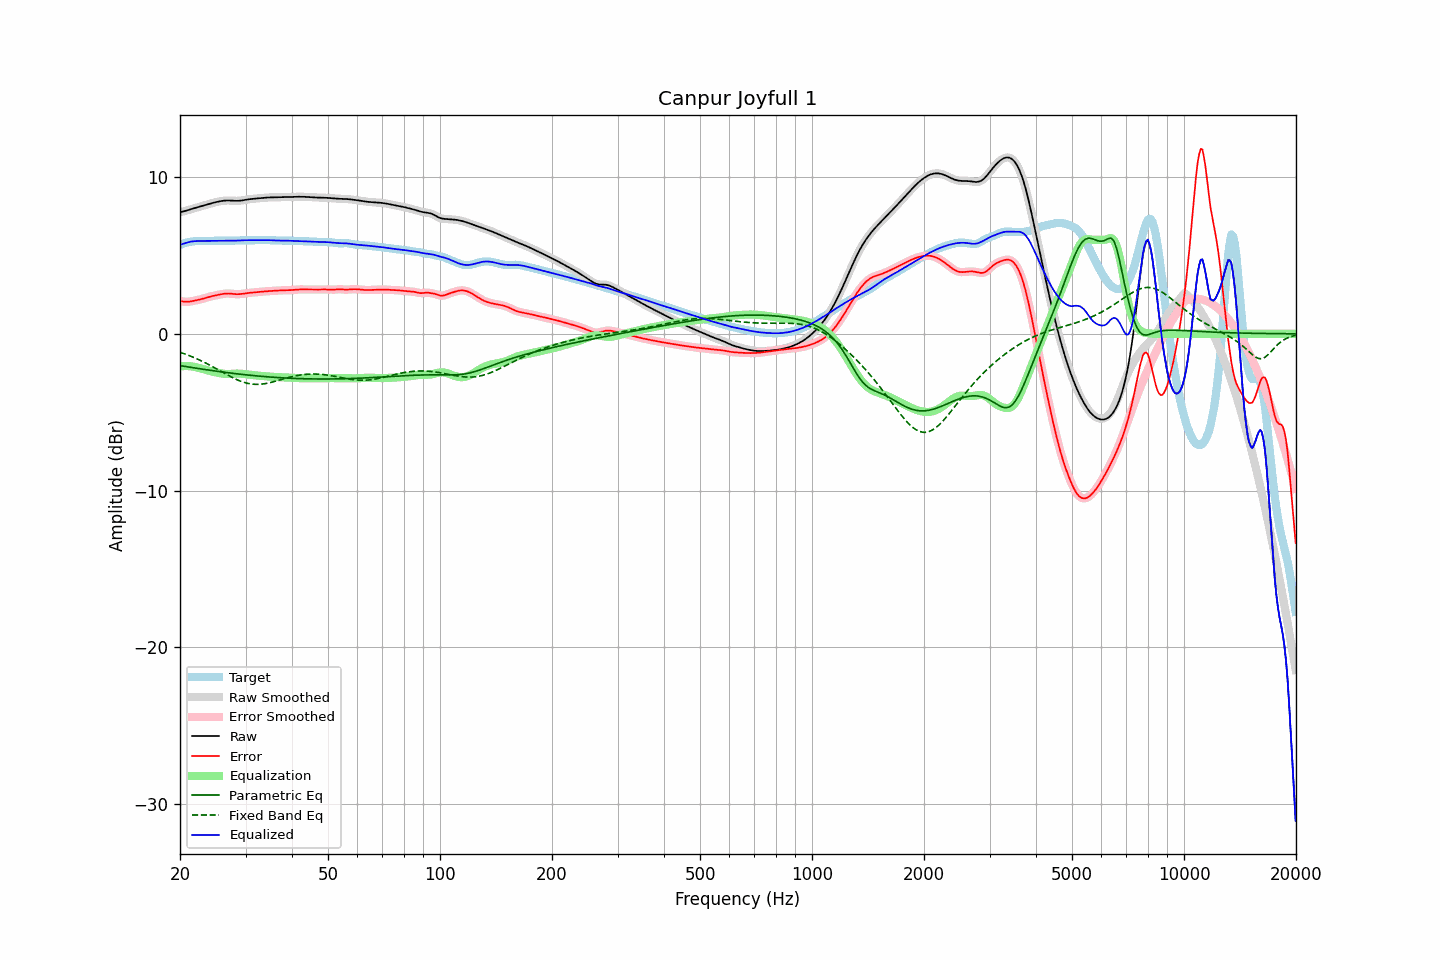 Canpur Joyfull 1
Amplitude (dBr)
10
0
−10
−20
−30
Target
Raw Smoothed
Error Smoothed
Raw
Error
Equalization
Parametric Eq
Fixed Band Eq
Equalized
20 50 100 200 500 1000 2000 5000 10000 20000
Frequency (Hz)